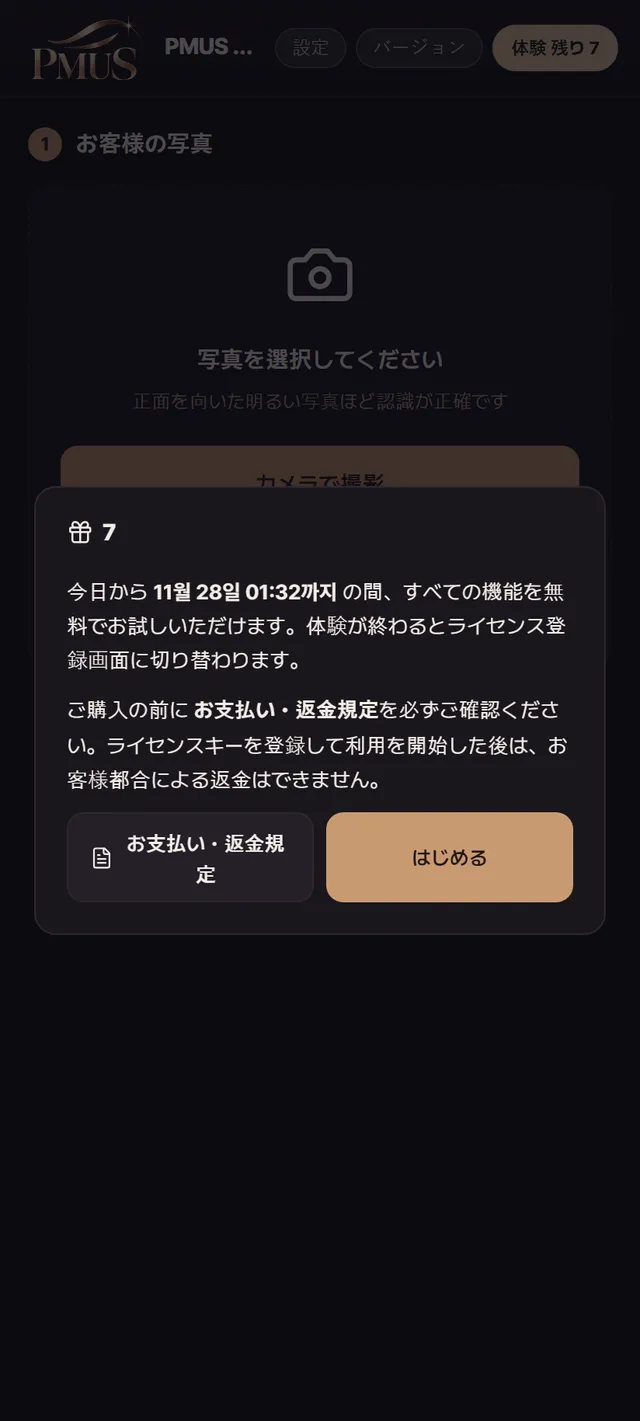 PMUS
PMUS ...
設定
バージョン
体験 残り 7
1
お客様の写真
写真を選択してください
正面を向いた明るい写真ほど認識が正確です
カメラで撮影
7
今日から 11월 28일 01:32까지 の間、すべての機能を無
料でお試しいただけます。体験が終わるとライセンス登
録画面に切り替わります。
ご購入の前に お支払い・返金規定を必ずご確認くださ
い。ライセンスキーを登録して利用を開始した後は、お
客様都合による返金はできません。
お支払い・返金規
定
はじめる